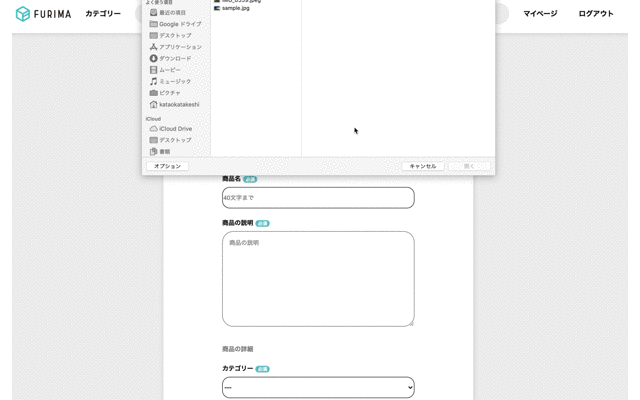 よく使う項目
FURIMA カテゴリー マイページ ログアウト
最近の項目
Google ドライブ
デスクトップ
アプリケーション
ダウンロード
ムービー
ミュージック
ピクチャ
kataokatakeshi
iCloud
iCloud Drive
デスクトップ
書類
sample.jpg
オプション キャンセル 開く
商品名 必須
40文字まで
商品の説明 必須
商品の説明
商品の詳細
カテゴリー 必須
---